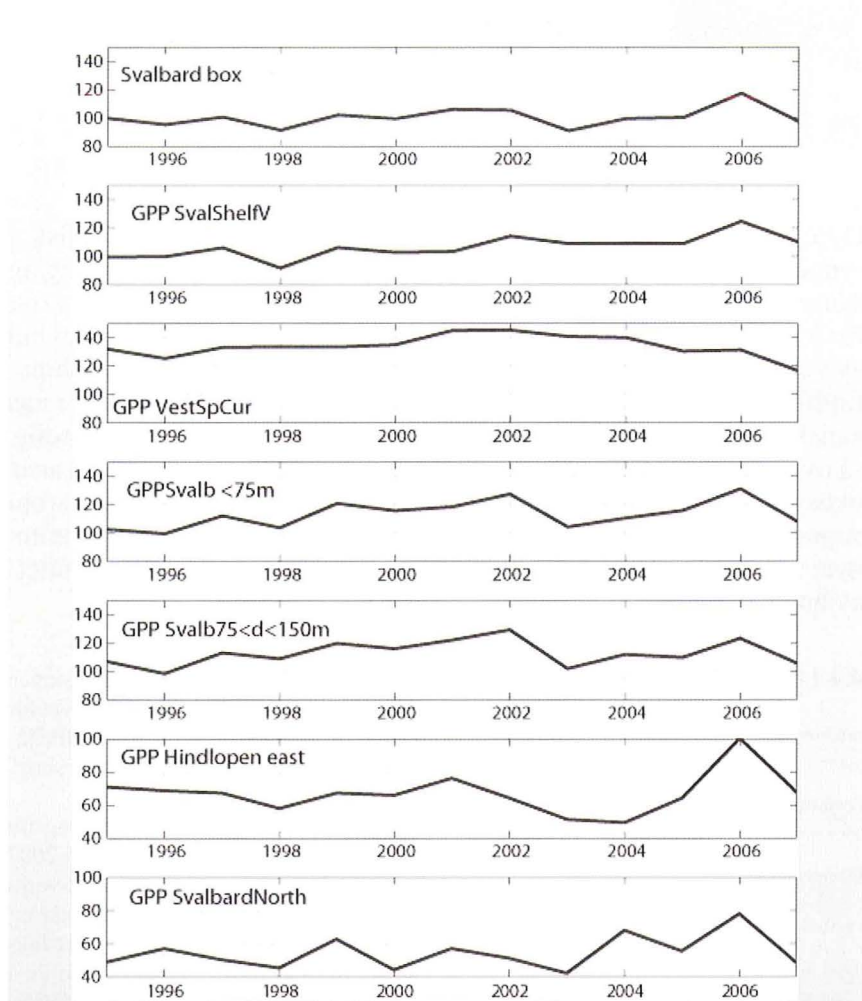 140
Svalbard box
120
100
80
1996 1998 2000 2002 2004 2006
140
GPP SvalShelfV
120
100
80
1996 1998 2000 2002 2004 2006
140
120
100
GPP VestSpCur
80
1996 1998 2000 2002 2004 2006
140
GPPSvalb <75m
120
100
80
1996 1998 2000 2002 2004 2006
140
GPP Svalb75<d<150m
120
100
80
1996 1998 2000 2002 2004 2006
100
GPP Hindlopen east
80
60
40
1996 1998 2000 2002 2004 2006
100
GPP SvalbardNorth
80
60
40
1996 1998 2000 2002 2004 2006